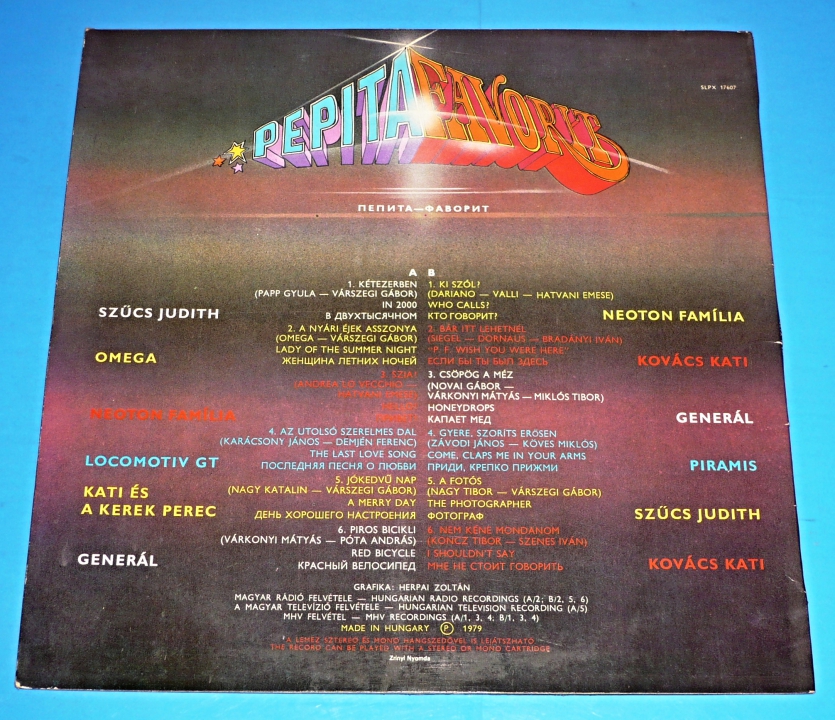 SLPX 17607
PEPITA FAVORIT
ПЕПИТА—ФАВОРИТ
A
SZŰCS JUDITH
1. KÉTEZERBEN
(PAPP GYULA — VÁRSZEGI GÁBOR)
IN 2000
В ДВУХТЫСЯЧНОМ
OMEGA
2. A NYÁRI ÉJEK ASSZONYA
(OMEGA — VÁRSZEGI GÁBOR)
LADY OF THE SUMMER NIGHT
ЖЕНЩИНА ЛЕТНИХ НОЧЕЙ
NEOTON FAMÍLIA
3. SZIA!
(ANDREA LO VECCHIO —
HATVANI EMESE)
LOCOMOTIV GT
4. AZ UTOLSÓ SZERELMES DAL
(KARÁCSONY JÁNOS — DEMJÉN FERENC)
THE LAST LOVE SONG
ПОСЛЕДНЯЯ ПЕСНЯ О ЛЮБВИ
KATI ÉS
A KEREK PEREC
5. JÓKEDVŰ NAP
(NAGY KATALIN — VÁRSZEGI GÁBOR)
A MERRY DAY
ДЕНЬ ХОРОШЕГО НАСТРОЕНИЯ
GENERÁL
6. PIROS BICIKLI
(VÁRKONYI MÁTYÁS — PÓTA ANDRÁS)
RED BICYCLE
КРАСНЫЙ ВЕЛОСИПЕД
B
1. KI SZÓL?
(DARIANO — VALLI — HATVANI EMESE)
WHO CALLS?
КТО ГОВОРИТ?
NEOTON FAMÍLIA
2. BÁR ITT LEHETNÉL
(SIEGEL — DORNAUS — BRADÁNYI IVÁN)
"P. F. WISH YOU WERE HERE"
ЕСЛИ БЫ ТЫ БЫЛ ЗДЕСЬ
KOVÁCS KATI
3. CSÖPÖG A MÉZ
(NOVAI GÁBOR —
VÁRKONYI MÁTYÁS — MIKLÓS TIBOR)
HONEYDROPS
КАПАЕТ МЕД
GENERÁL
4. GYERE, SZORÍTS ERŐSEN
(ZÁVODI JÁNOS — KÖVES MIKLÓS)
COME, CLAPS ME IN YOUR ARMS
ПРИДИ, КРЕПКО ПРИЖМИ
PIRAMIS
5. A FOTÓS
(NAGY TIBOR — VÁRSZEGI GÁBOR)
THE PHOTOGRAPHER
ФОТОГРАФ
SZŰCS JUDITH
6. NEM KÉNE MONDANOM
(KONCZ TIBOR — SZENES IVÁN)
I SHOULDN'T SAY
МНЕ НЕ СТОИТ ГОВОРИТЬ
KOVÁCS KATI
GRAFIKA: HERPAI ZOLTÁN
MAGYAR RÁDIÓ FELVÉTELE — HUNGARIAN RADIO RECORDINGS (A/2; B/2, 5, 6)
A MAGYAR TELEVÍZIÓ FELVÉTELE — HUNGARIAN TELEVISION RECORDING (A/5)
MHV FELVÉTEL — MHV RECORDINGS (A/1, 3, 4; B/1, 3, 4)
MADE IN HUNGARY Ⓟ 1979
A LEMEZ SZTEREO ÉS MONO HANGSZEDŐVEL IS LEJÁTSZHATÓ
THE RECORD CAN BE PLAYED WITH A STEREO OR MONO CARTRIDGE
Zrínyi Nyomda